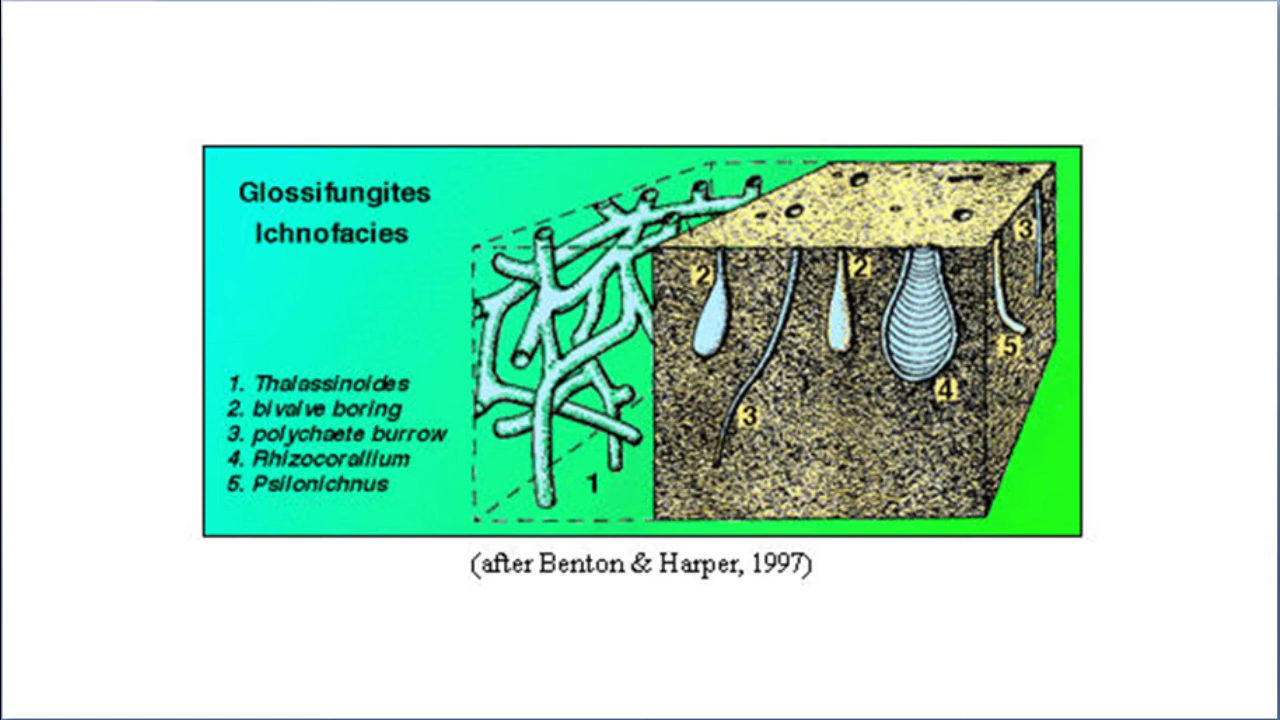 Glossifungites
Ichnofacies
1. Thalassinoides
2. bivalve boring
3. polychaete burrow
4. Rhizocorallium
5. Psilonichnus
1
2
3
2
4
3
5
(after Benton & Harper, 1997)